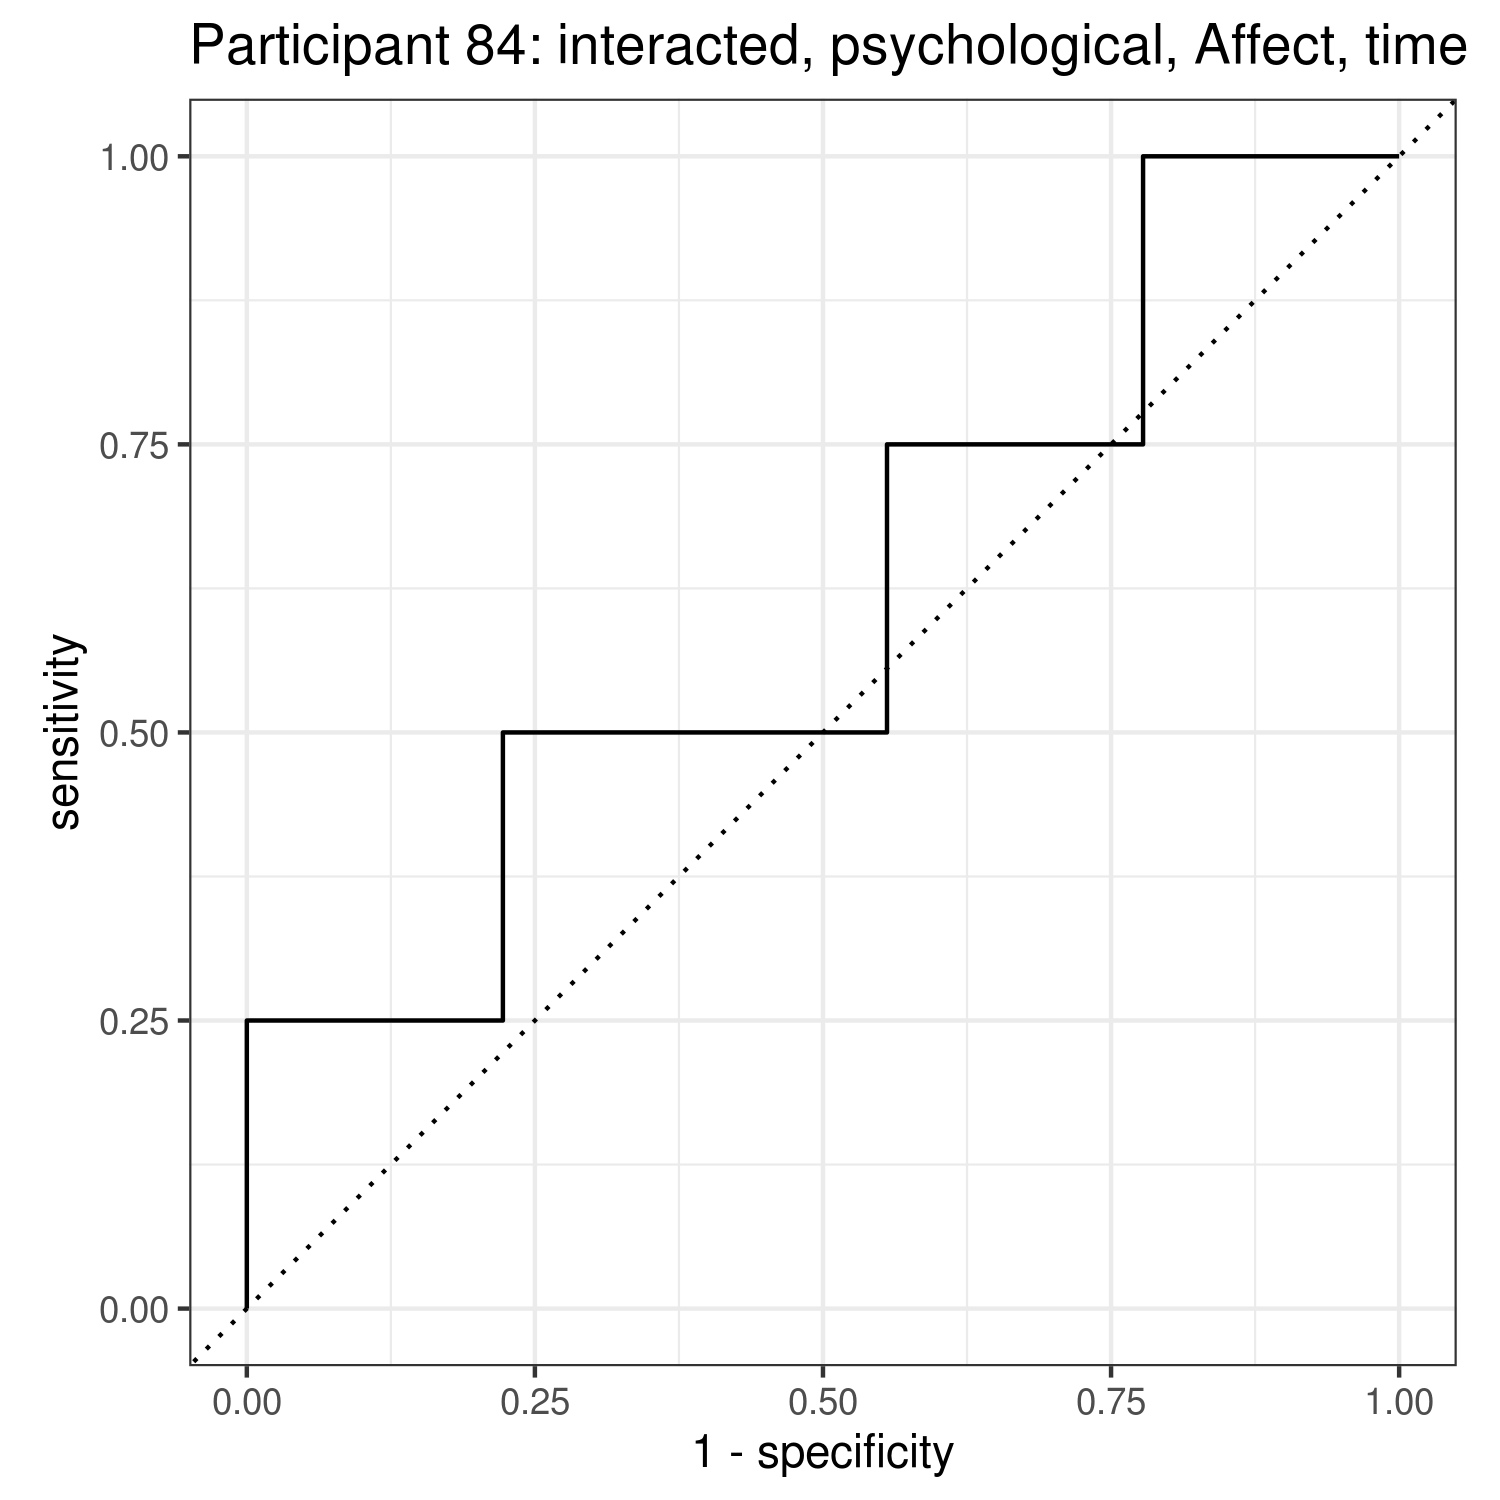 Participant 84: interacted, psychological, Affect, time
1.00
0.75
0.50
0.25
0.00
sensitivity
0.00 0.25 0.50 0.75 1.00
1 - specificity